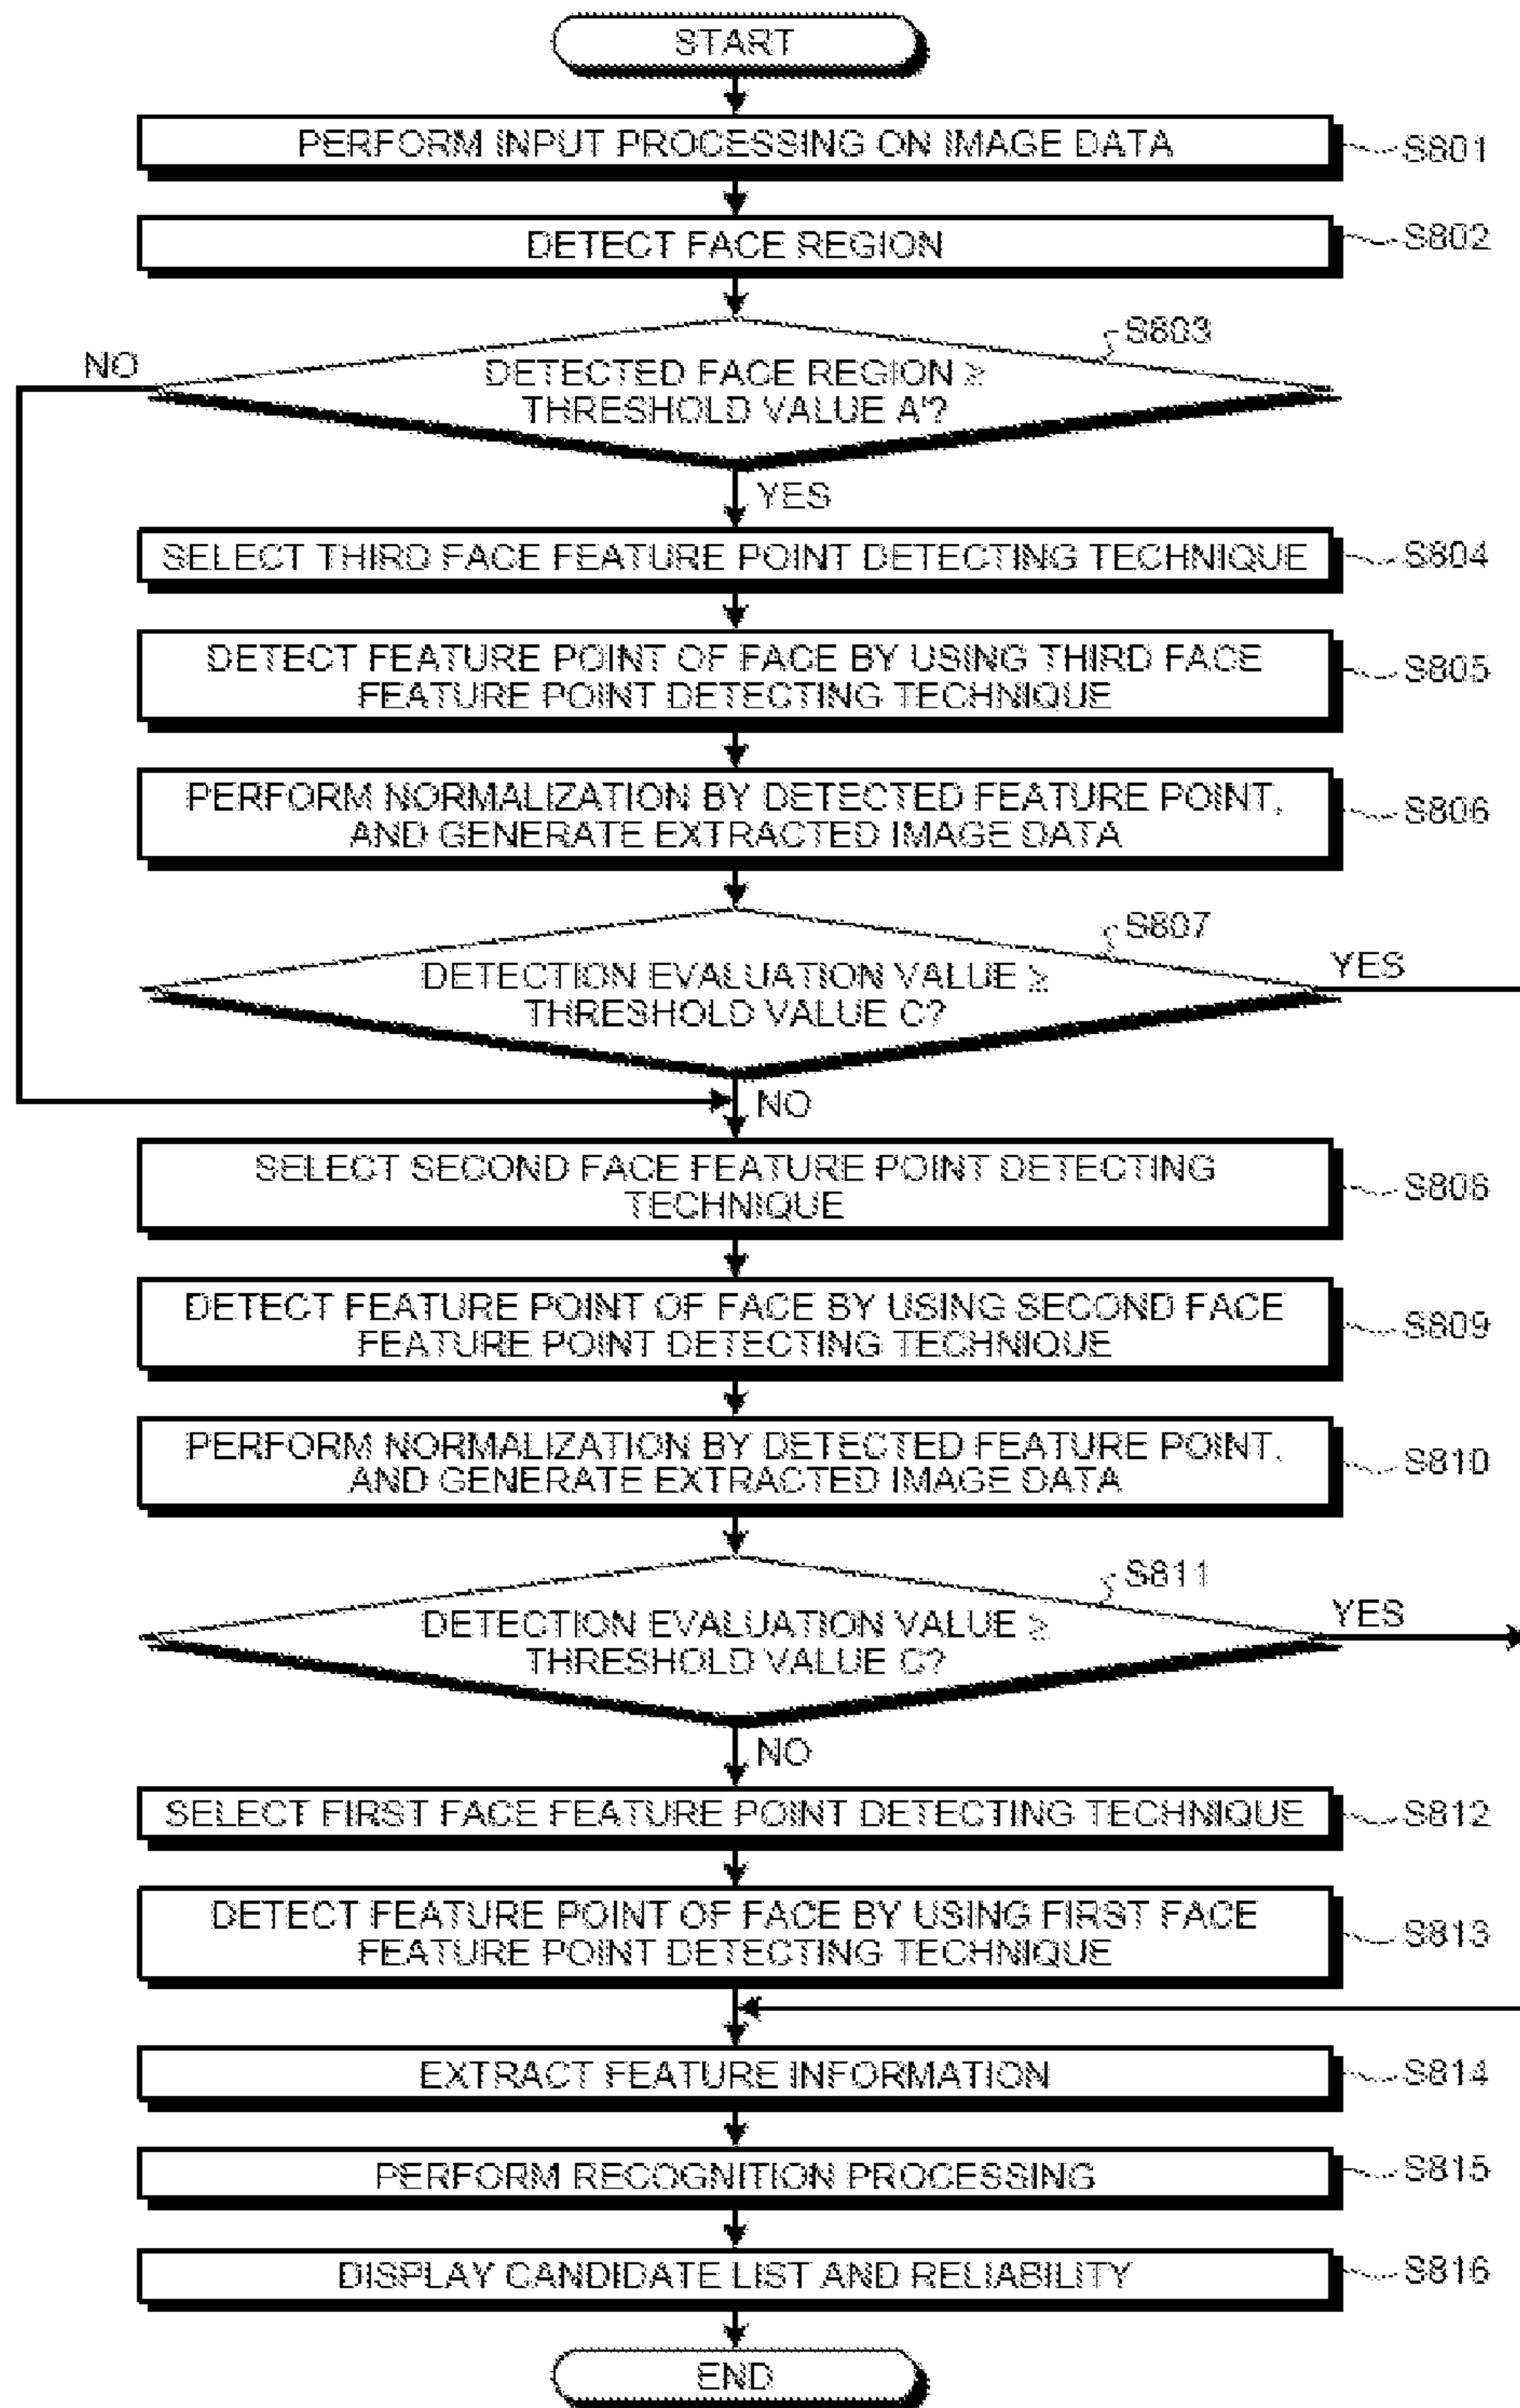 START
PERFORM INPUT PROCESSING ON IMAGE DATA
S801
DETECT FACE REGION
S802
S803
NO
DETECTED FACE REGION ≥
THRESHOLD VALUE A'?
YES
SELECT THIRD FACE FEATURE POINT DETECTING TECHNIQUE
S804
DETECT FEATURE POINT OF FACE BY USING THIRD FACE
FEATURE POINT DETECTING TECHNIQUE
S805
PERFORM NORMALIZATION BY DETECTED FEATURE POINT,
AND GENERATE EXTRACTED IMAGE DATA
S806
S807
DETECTION EVALUATION VALUE ≥
THRESHOLD VALUE C?
YES
NO
SELECT SECOND FACE FEATURE POINT DETECTING
TECHNIQUE
S808
DETECT FEATURE POINT OF FACE BY USING SECOND FACE
FEATURE POINT DETECTING TECHNIQUE
S809
PERFORM NORMALIZATION BY DETECTED FEATURE POINT,
AND GENERATE EXTRACTED IMAGE DATA
S810
S811
DETECTION EVALUATION VALUE ≥
THRESHOLD VALUE C?
YES
NO
SELECT FIRST FACE FEATURE POINT DETECTING TECHNIQUE
S812
DETECT FEATURE POINT OF FACE BY USING FIRST FACE
FEATURE POINT DETECTING TECHNIQUE
S813
EXTRACT FEATURE INFORMATION
S814
PERFORM RECOGNITION PROCESSING
S815
DISPLAY CANDIDATE LIST AND RELIABILITY
S816
END